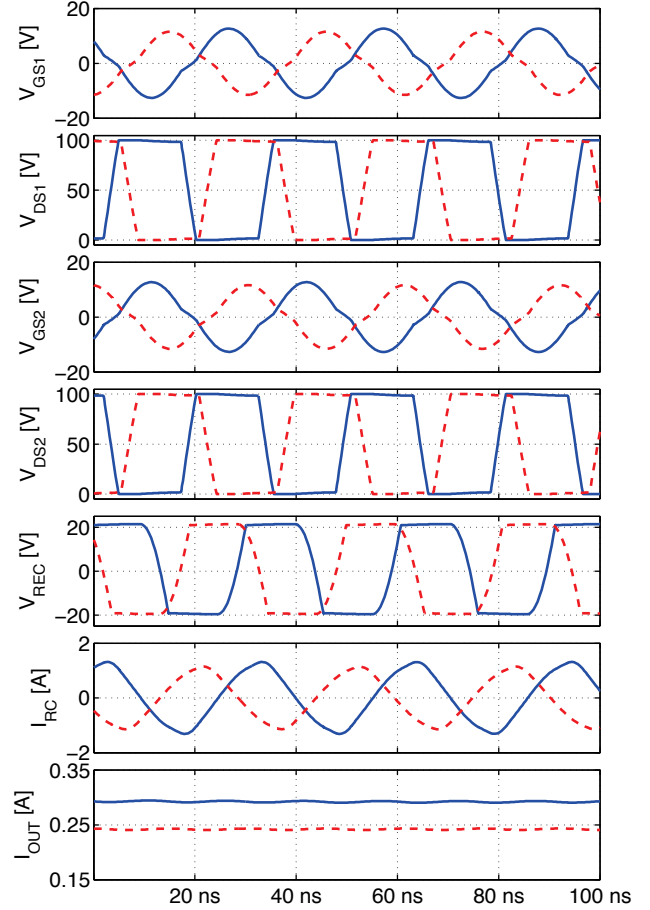 20
0
−20
V_GS1 [V]
100
50
0
V_DS1 [V]
20
0
−20
V_GS2 [V]
100
50
0
V_DS2 [V]
20
0
−20
V_REC [V]
2
0
−2
I_RC [A]
0.35
0.25
0.15
I_OUT [A]
20 ns 40 ns 60 ns 80 ns 100 ns